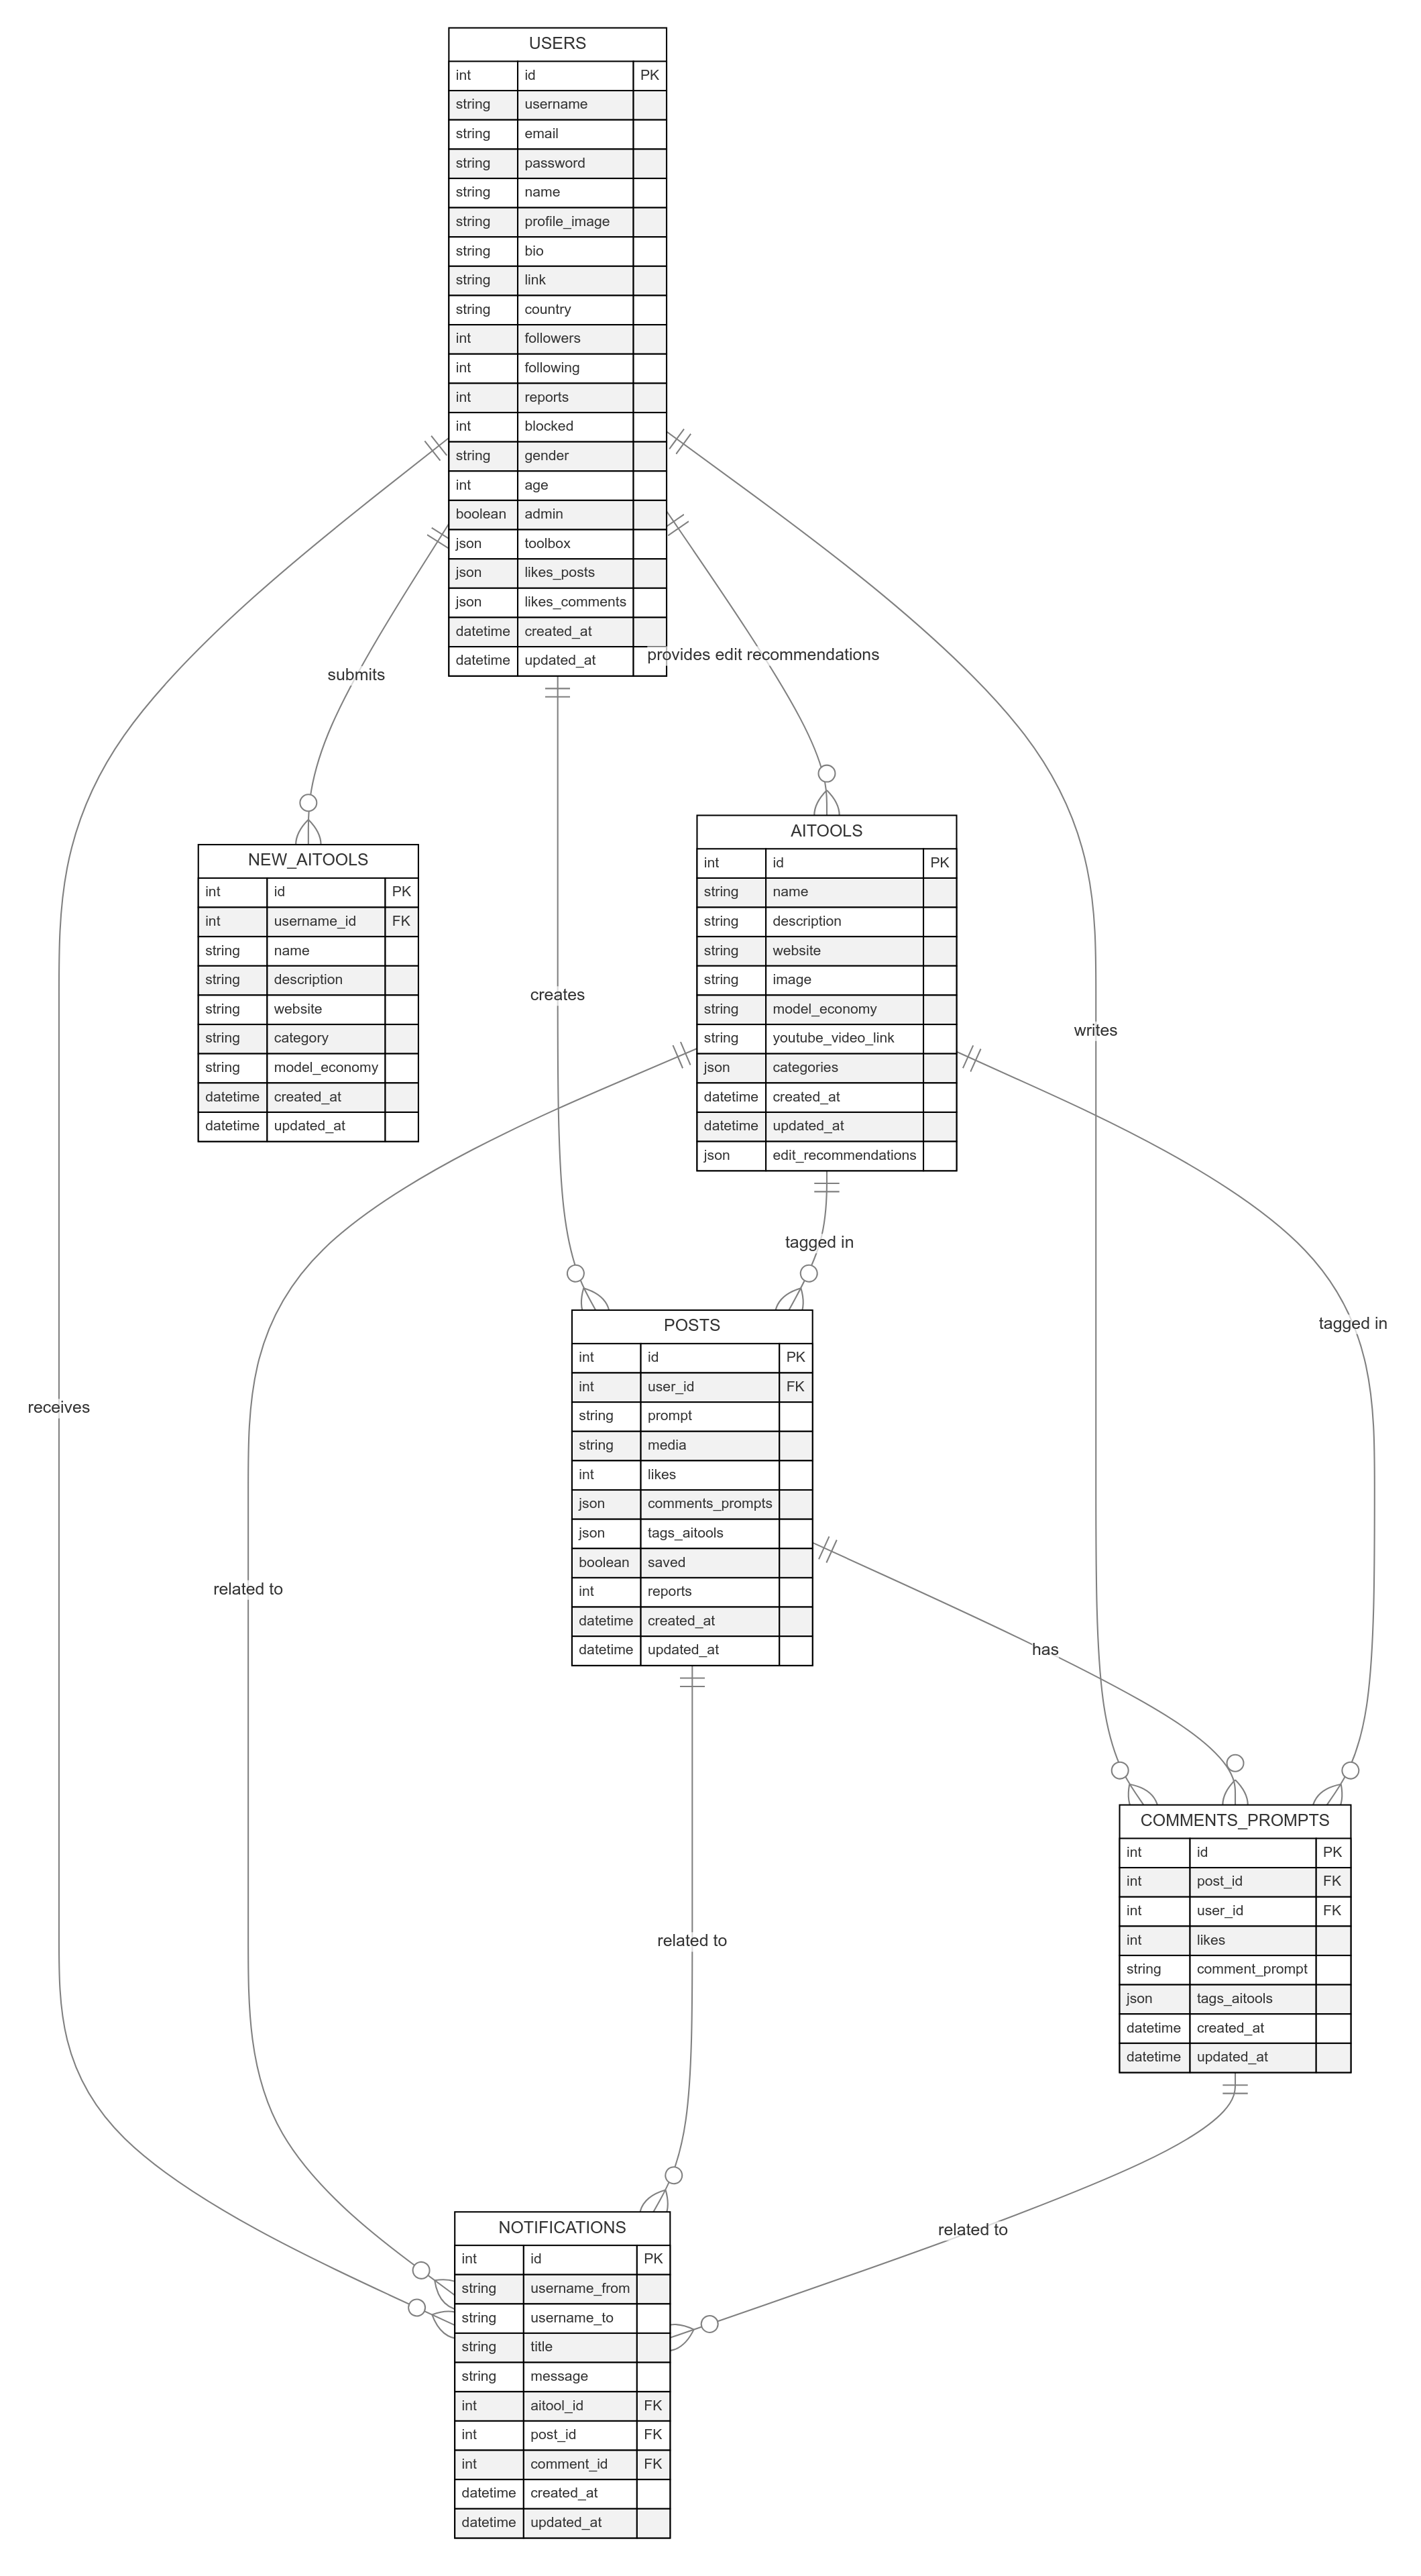 USERS
int id PK
string username
string email
string password
string name
string profile_image
string bio
string link
string country
int followers
int following
int reports
int blocked
string gender
int age
boolean admin
json toolbox
json likes_posts
json likes_comments
datetime created_at
datetime updated_at
provides edit recommendations
submits
NEW_AITOOLS
int id PK
int username_id FK
string name
string description
string website
string category
string model_economy
datetime created_at
datetime updated_at
AITOOLS
int id PK
string name
string description
string website
string image
string model_economy
string youtube_video_link
json categories
datetime created_at
datetime updated_at
json edit_recommendations
creates
writes
tagged in
tagged in
POSTS
int id PK
int user_id FK
string prompt
string media
int likes
json comments_prompts
json tags_aitools
boolean saved
int reports
datetime created_at
datetime updated_at
receives
related to
has
COMMENTS_PROMPTS
int id PK
int post_id FK
int user_id FK
int likes
string comment_prompt
json tags_aitools
datetime created_at
datetime updated_at
related to
related to
NOTIFICATIONS
int id PK
string username_from
string username_to
string title
string message
int aitool_id FK
int post_id FK
int comment_id FK
datetime created_at
datetime updated_at